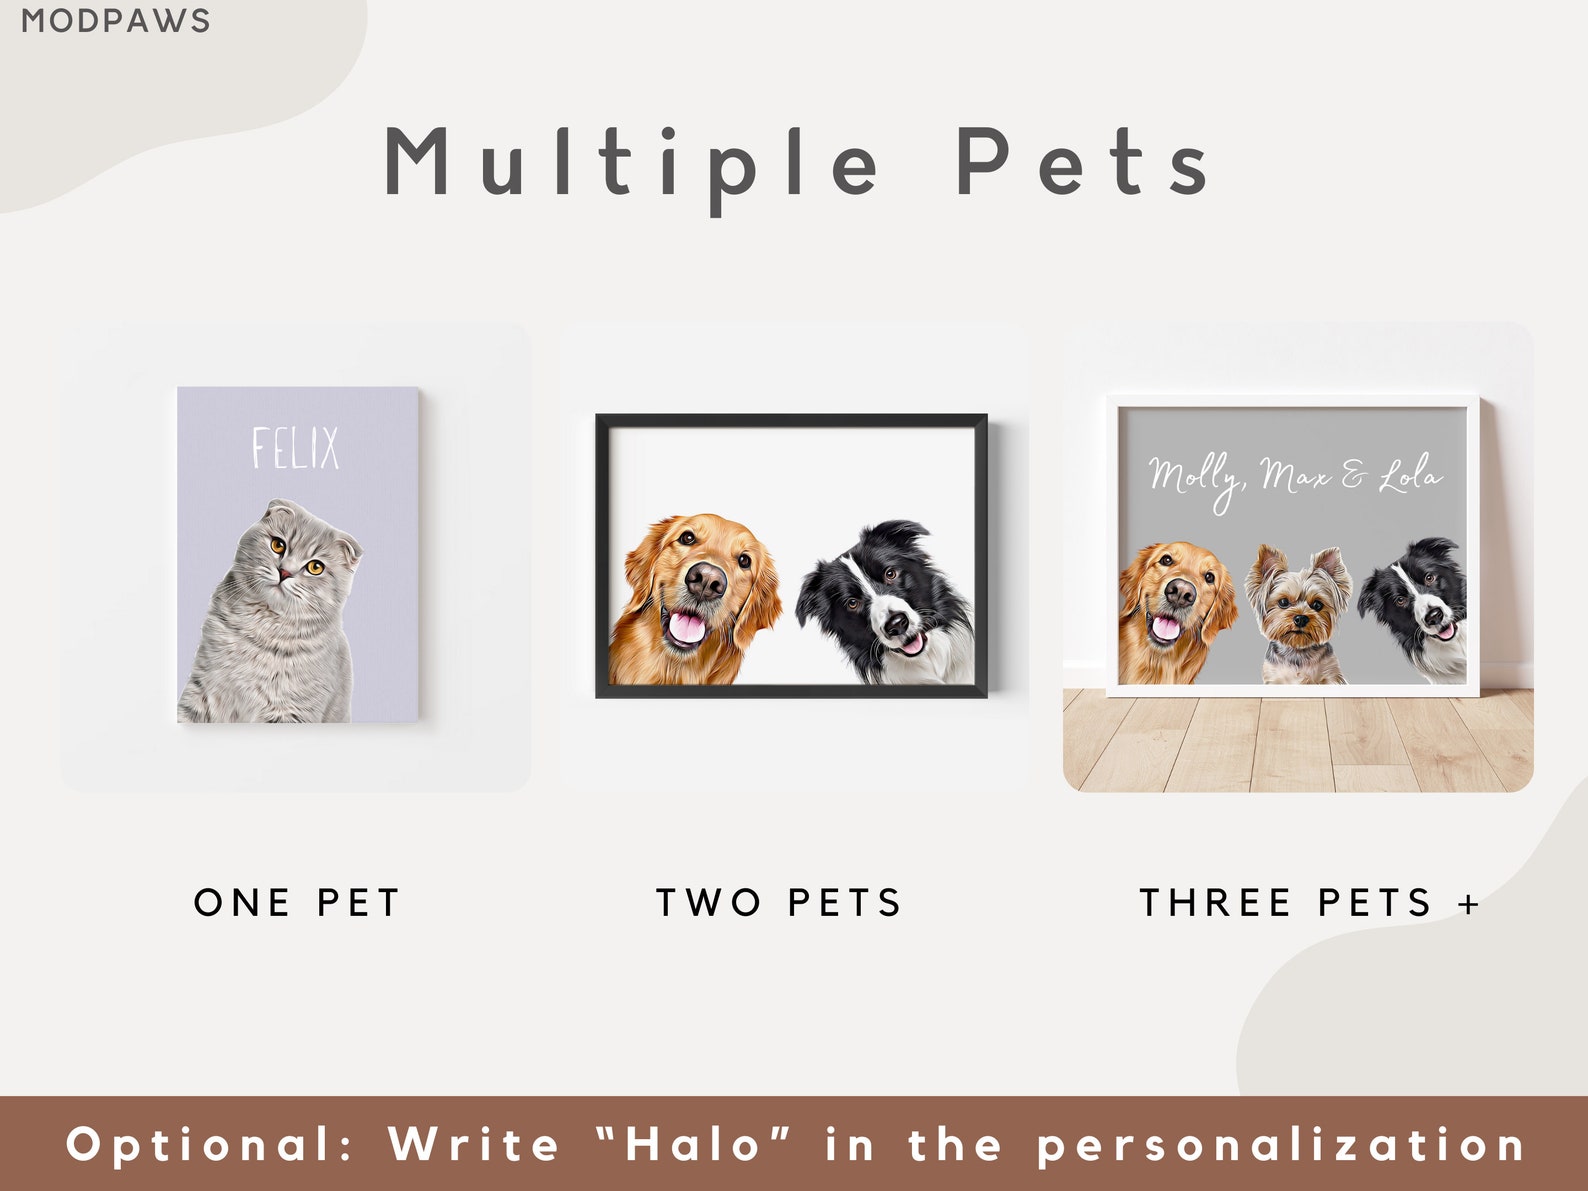 MODPAWS
Multiple Pets
FELIX
Molly, Max & Lola
ONE PET
TWO PETS
THREE PETS +
Optional: Write “Halo” in the personalization